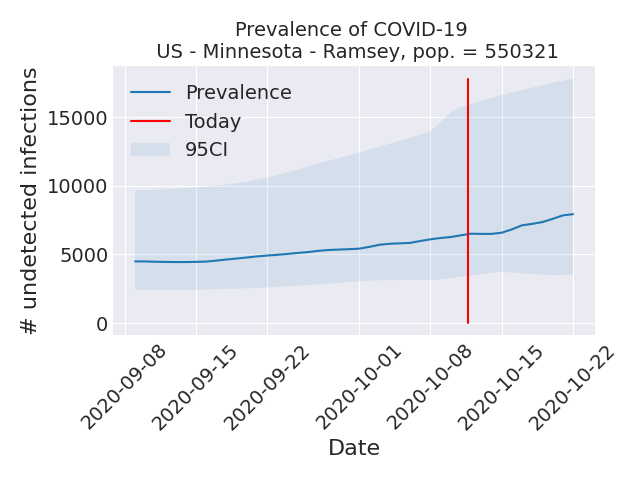 Prevalence of COVID-19
US - Minnesota - Ramsey, pop. = 550321
# undetected infections
15000
10000
5000
0
Prevalence
Today
95CI
2020-09-08
2020-09-15
2020-09-22
2020-10-01
2020-10-08
2020-10-15
2020-10-22
Date